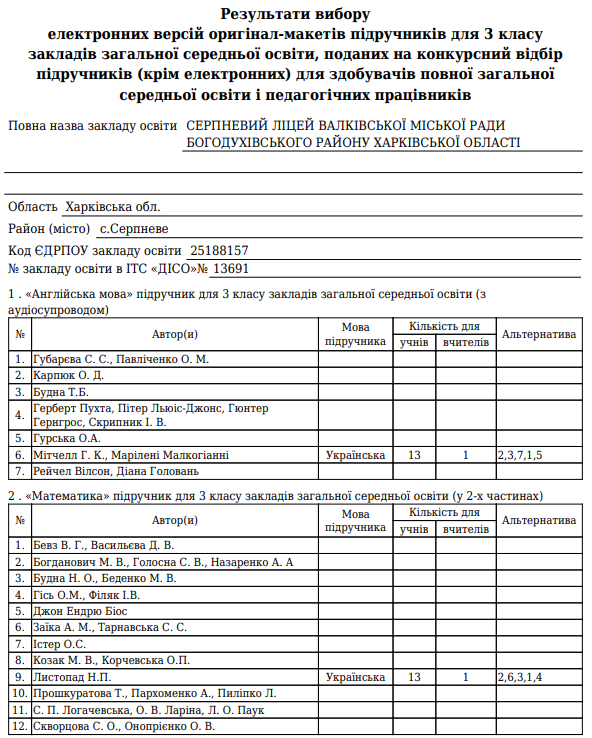 Результати вибору
електронних версій оригінал-макетів підручників для 3 класу
закладів загальної середньої освіти, поданих на конкурсний відбір
підручників (крім електронних) для здобувачів повної загальної
середньої освіти і педагогічних працівників
Повна назва закладу освіти СЕРПНЕВИЙ ЛІЦЕЙ ВАЛКІВСЬКОЇ МІСЬКОЇ РАДИ
БОГОДУХІВСЬКОГО РАЙОНУ ХАРКІВСЬКОЇ ОБЛАСТІ
Область Харківська обл.
Район (місто) с.Серпневе
Код ЄДРПОУ закладу освіти 25188157
№ закладу освіти в ІТС «ДІСО»№ 13691
1 . «Англійська мова» підручник для 3 класу закладів загальної середньої освіти (з
аудіосупроводом)
№ Автор(и) Мова підручника Кількість для учнів вчителів Альтернатива
1. Губарєва С. С., Павліченко О. М.
2. Карпюк О. Д.
3. Будна Т.Б.
4. Герберт Пухта, Пітер Льюіс-Джонс, Гюнтер
Гернгрос, Скрипник І. В.
5. Гурська О.А.
6. Мітчелл Г. К., Марілені Малкогіанні Українська 13 1 2,3,7,1,5
7. Рейчел Вілсон, Діана Головань
2 . «Математика» підручник для 3 класу закладів загальної середньої освіти (у 2-х частинах)
№ Автор(и) Мова підручника Кількість для учнів вчителів Альтернатива
1. Бевз В. Г., Васильєва Д. В.
2. Богданович М. В., Голосна С. В., Назаренко А. А
3. Будна Н. О., Беденко М. В.
4. Гісь О.М., Філяк І.В.
5. Джон Ендрю Біос
6. Заїка А. М., Тарнавська С. С.
7. Істер О.С.
8. Козак М. В., Корчевська О.П.
9. Листопад Н.П. Українська 13 1 2,6,3,1,4
10. Прошкуратова Т., Пархоменко А., Пиліпко Л.
11. С. П. Логачевська, О. В. Ларіна, Л. О. Паук
12. Скворцова С. О., Онопрієнко О. В.